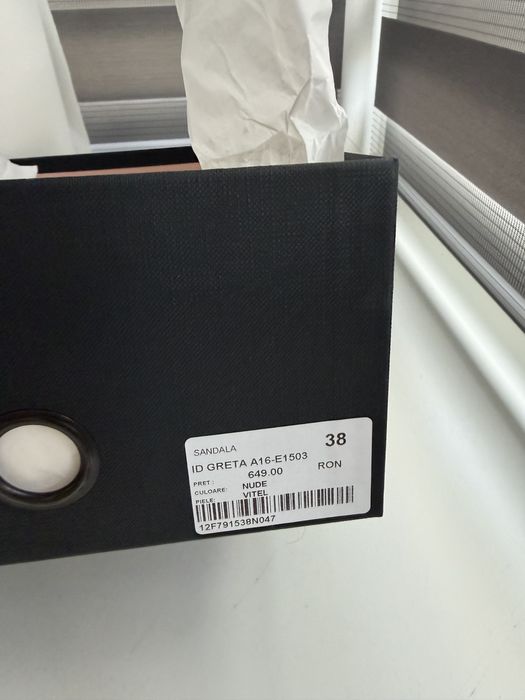 SANDALA 38
ID GRETA A16-E1503
PRET.: 649.00 RON
CULOARE: NUDE
PIELE: VITEL
12F791538N047